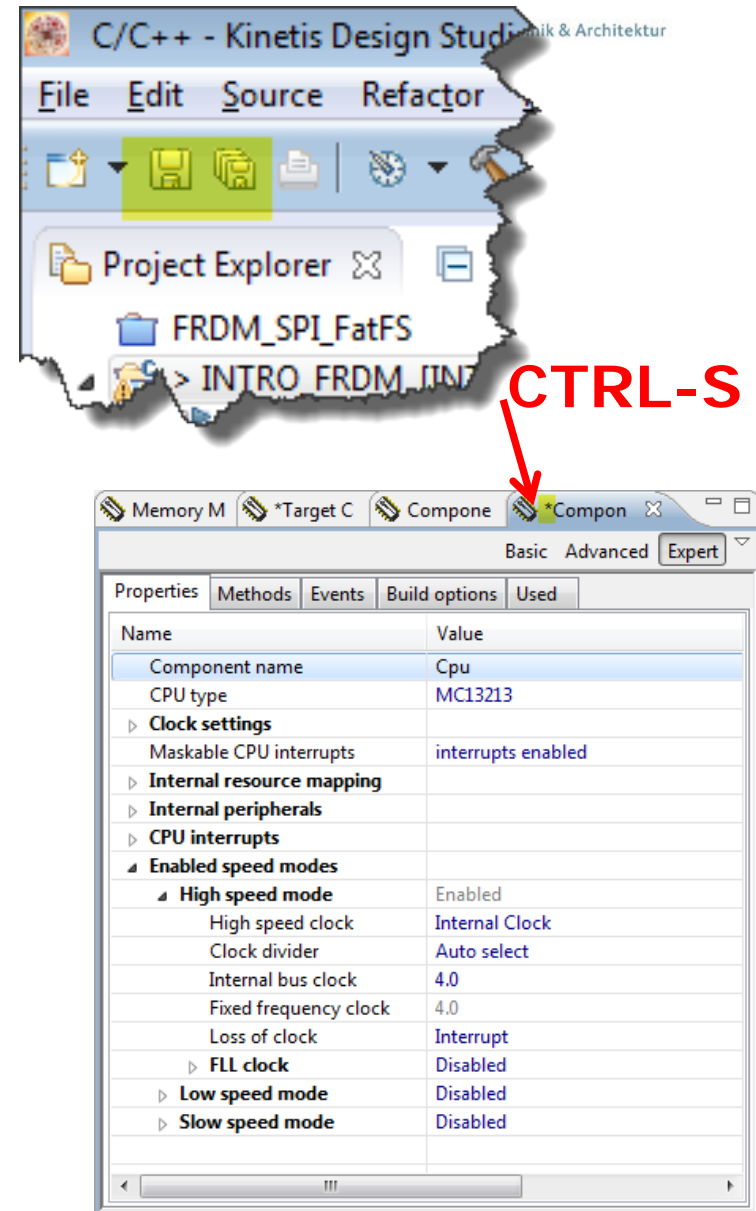 C/C++ - Kinetis Design Studi
& Architektur
File Edit Source Refactor
Project Explorer
FRDM_SPI_FatFS
> INTRO_FRDM [INT
CTRL-S
Memory M *Target C Compone *Compon
Basic Advanced Expert
Properties Methods Events Build options Used
Name Value
Component name Cpu
CPU type MC13213
Clock settings
Maskable CPU interrupts interrupts enabled
Internal resource mapping
Internal peripherals
CPU interrupts
Enabled speed modes
High speed mode Enabled
High speed clock Internal Clock
Clock divider Auto select
Internal bus clock 4.0
Fixed frequency clock 4.0
Loss of clock Interrupt
FLL clock Disabled
Low speed mode Disabled
Slow speed mode Disabled